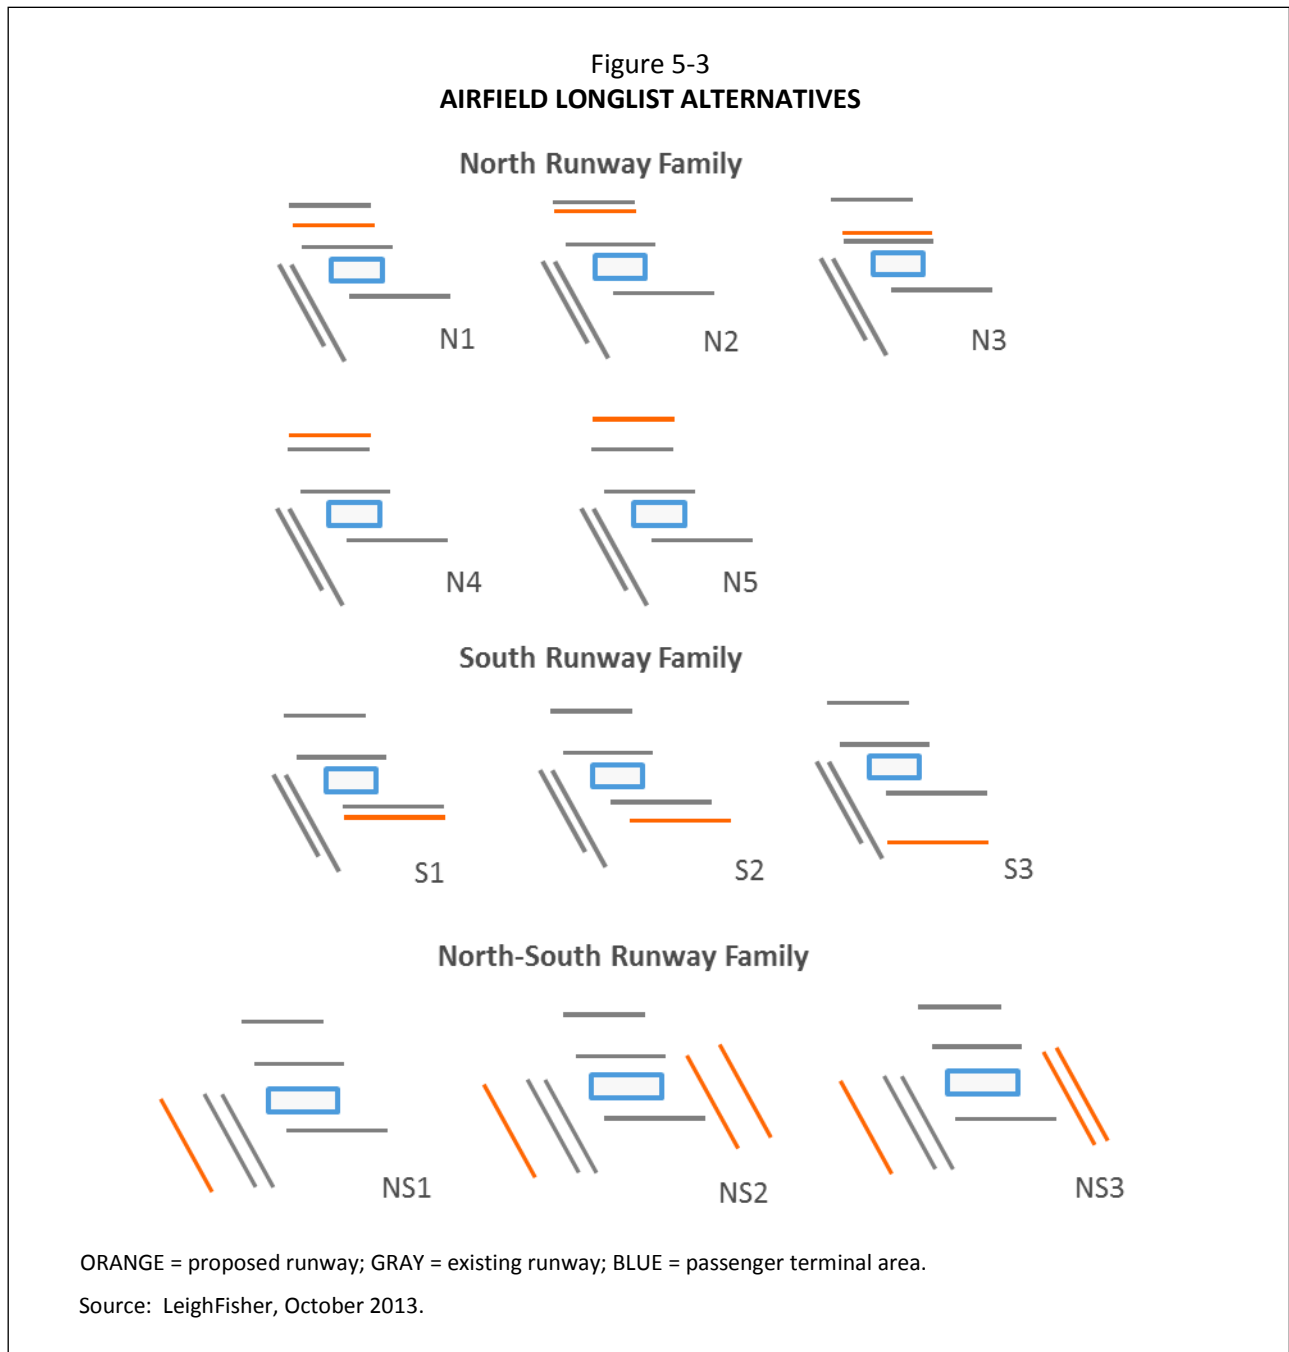 Figure 5-3
AIRFIELD LONGLIST ALTERNATIVES
North Runway Family
N1
N2
N3
N4
N5
South Runway Family
S1
S2
S3
North-South Runway Family
NS1
NS2
NS3
ORANGE = proposed runway; GRAY = existing runway; BLUE = passenger terminal area.
Source: LeighFisher, October 2013.